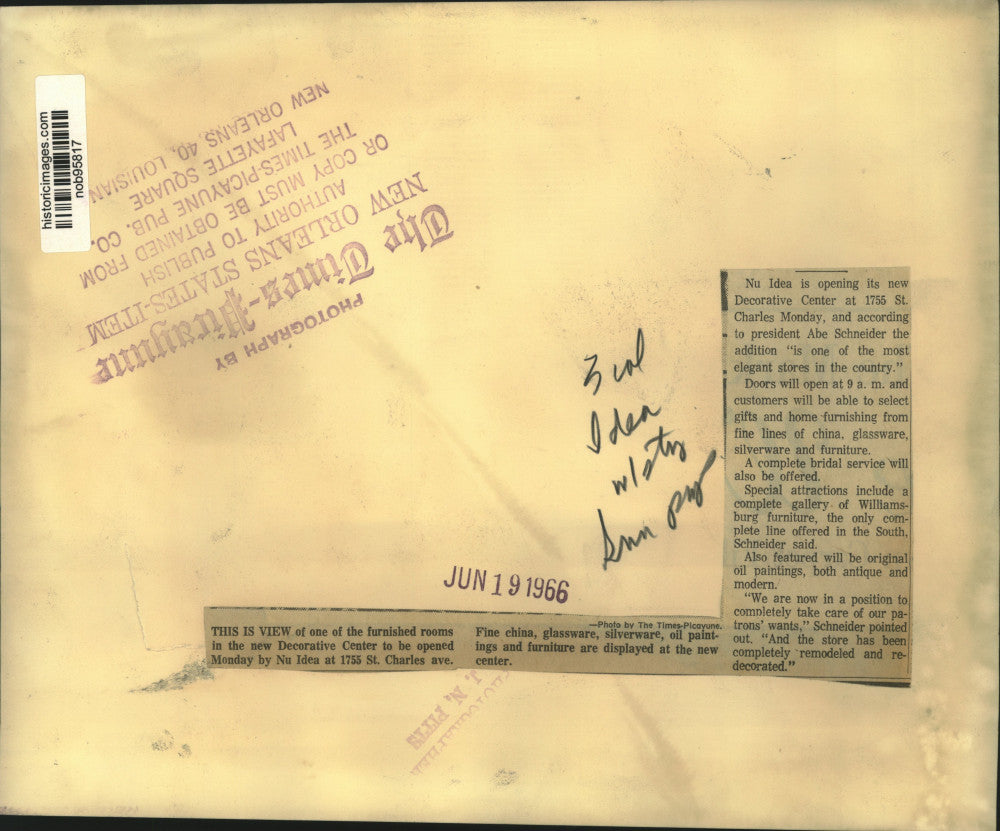 historicimages.com
nob95817
PHOTOGRAPH BY
The Times-Picayune
NEW ORLEANS STATES-ITEM
AUTHORITY TO PUBLISH
OR COPY MUST BE OBTAINED FROM
THE TIMES-PICAYUNE PUB. CO.
LAFAYETTE SQUARE
NEW ORLEANS, 40, LOUISIAN
3 col
Idea
w/sty
Sun
JUN 19 1966
Nu Idea is opening its new
Decorative Center at 1755 St.
Charles Monday, and according
to president Abe Schneider the
addition “is one of the most
elegant stores in the country.”
Doors will open at 9 a. m. and
customers will be able to select
gifts and home furnishing from
fine lines of china, glassware,
silverware and furniture.
A complete bridal service will
also be offered.
Special attractions include a
complete gallery of Williams-
burg furniture, the only com-
plete line offered in the South,
Schneider said.
Also featured will be original
oil paintings, both antique and
modern.
“We are now in a position to
completely take care of our pa-
trons’ wants,” Schneider pointed
out. “And the store has been
completely remodeled and re-
decorated.”
—Photo by The Times-Picayune.
THIS IS VIEW of one of the furnished rooms
in the new Decorative Center to be opened
Monday by Nu Idea at 1755 St. Charles ave.
Fine china, glassware, silverware, oil paint-
ings and furniture are displayed at the new
center.
PHOTOGRAPHER
J. N. PITTS